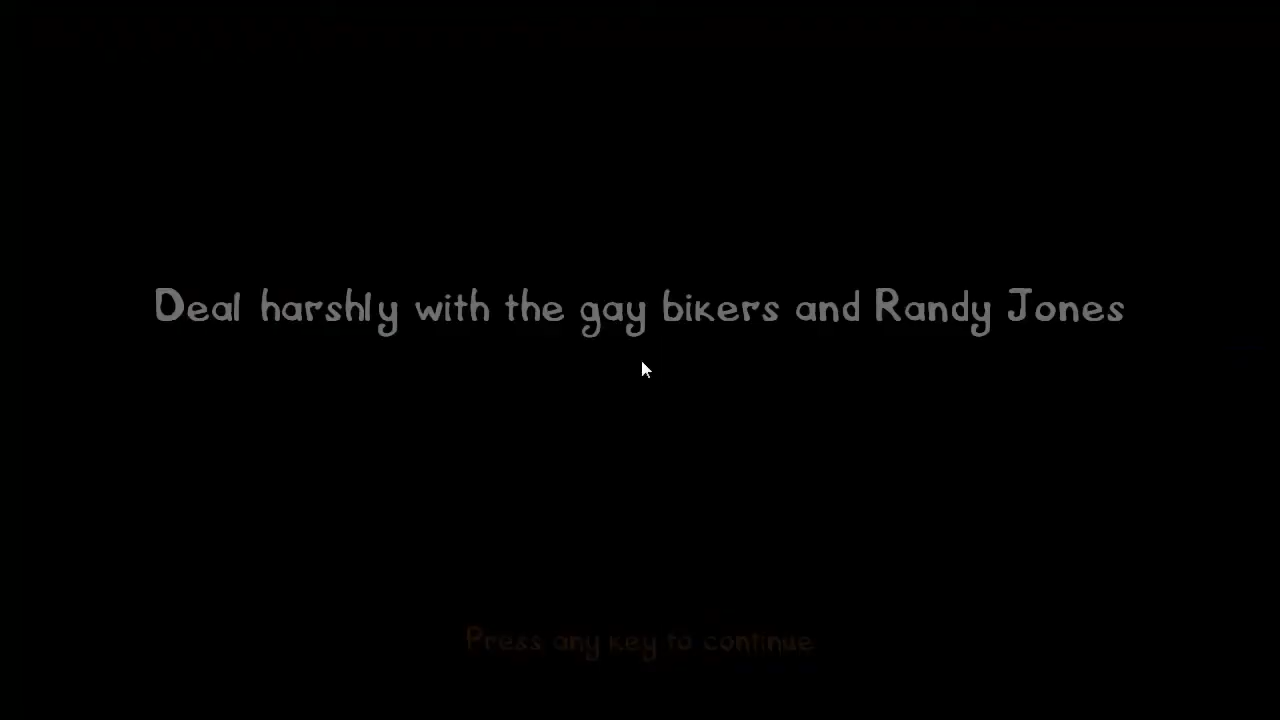 Deal harshly with the gay bikers and Randy Jones
Press any key to continue